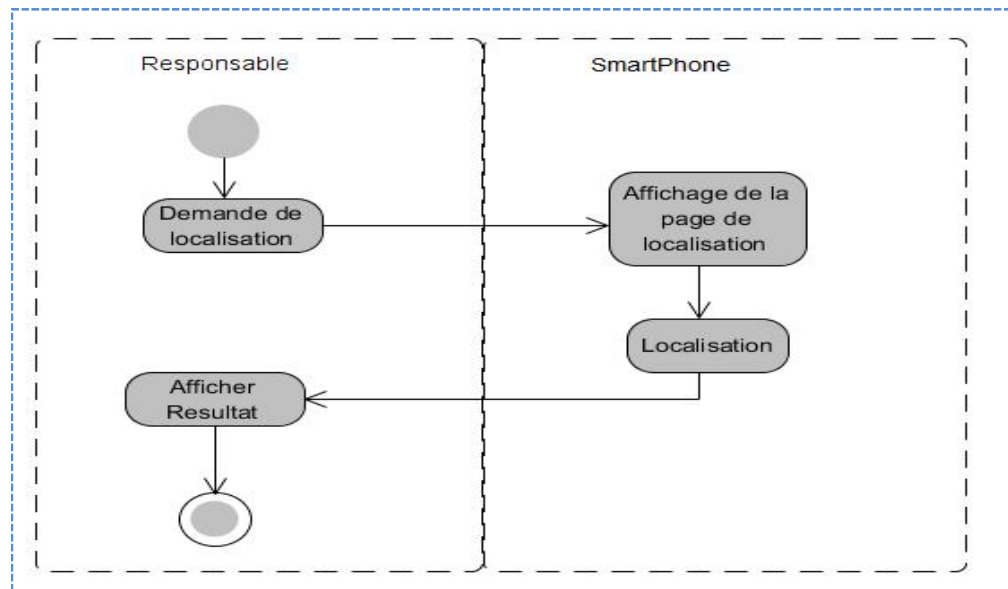 Responsable
SmartPhone
Demande de
localisation
Affichage de la
page de
localisation
Localisation
Afficher
Resultat